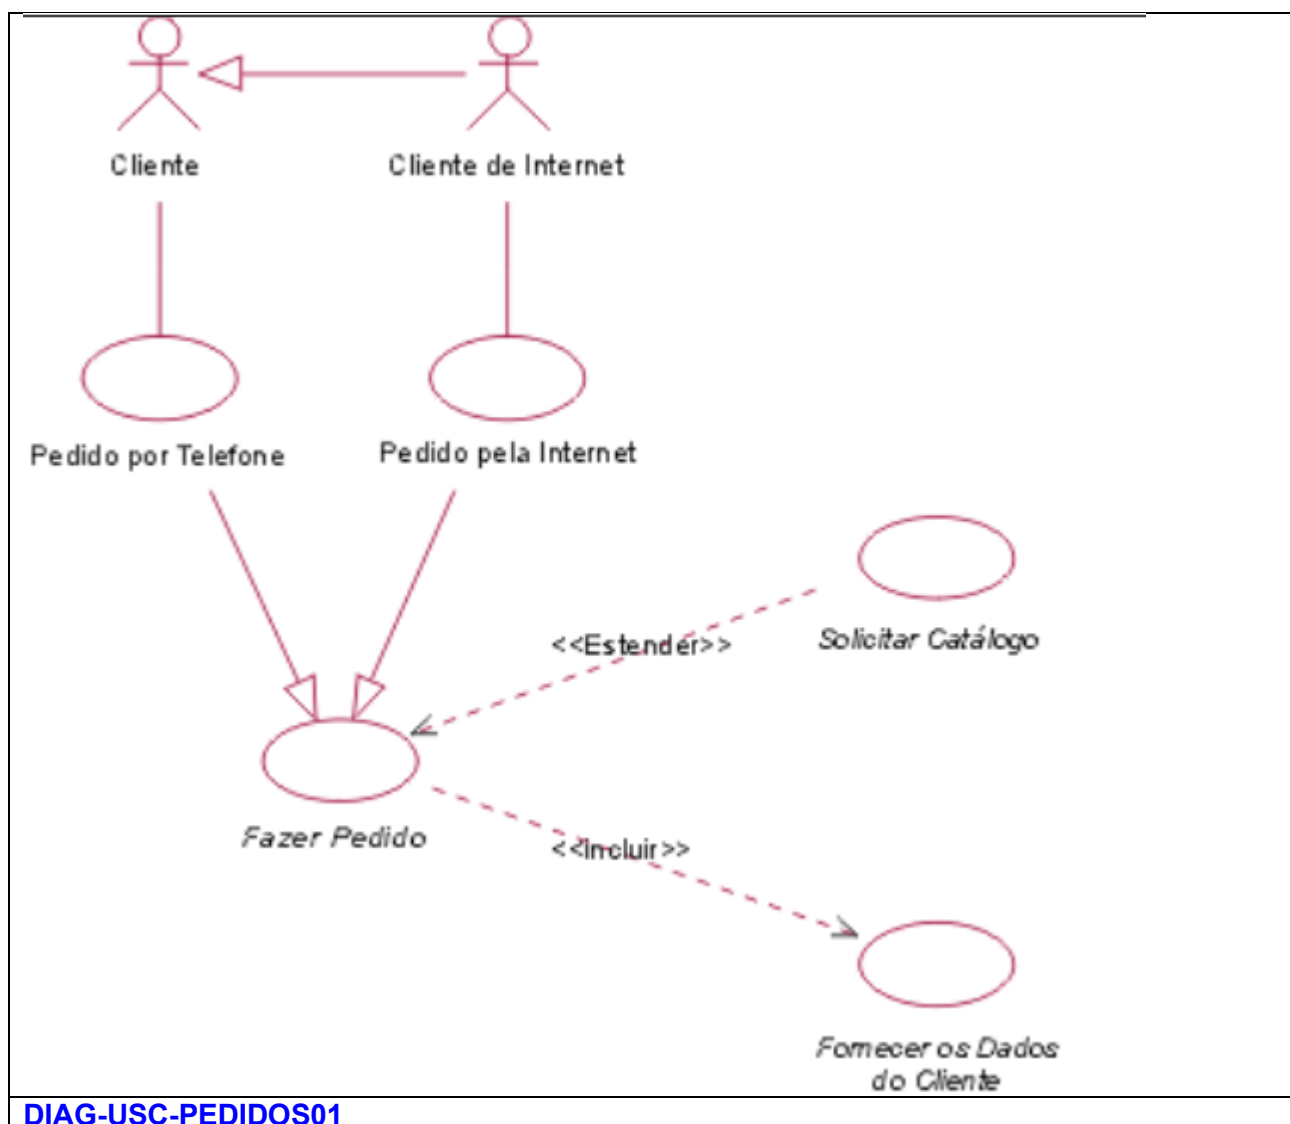 Cliente
Cliente de Internet
Pedido por Telefone
Pedido pela Internet
<<Estender>>
Solicitar Catálogo
Fazer Pedido
<<Incluir>>
Fornecer os Dados
do Cliente
DIAG-USC-PEDIDOS01